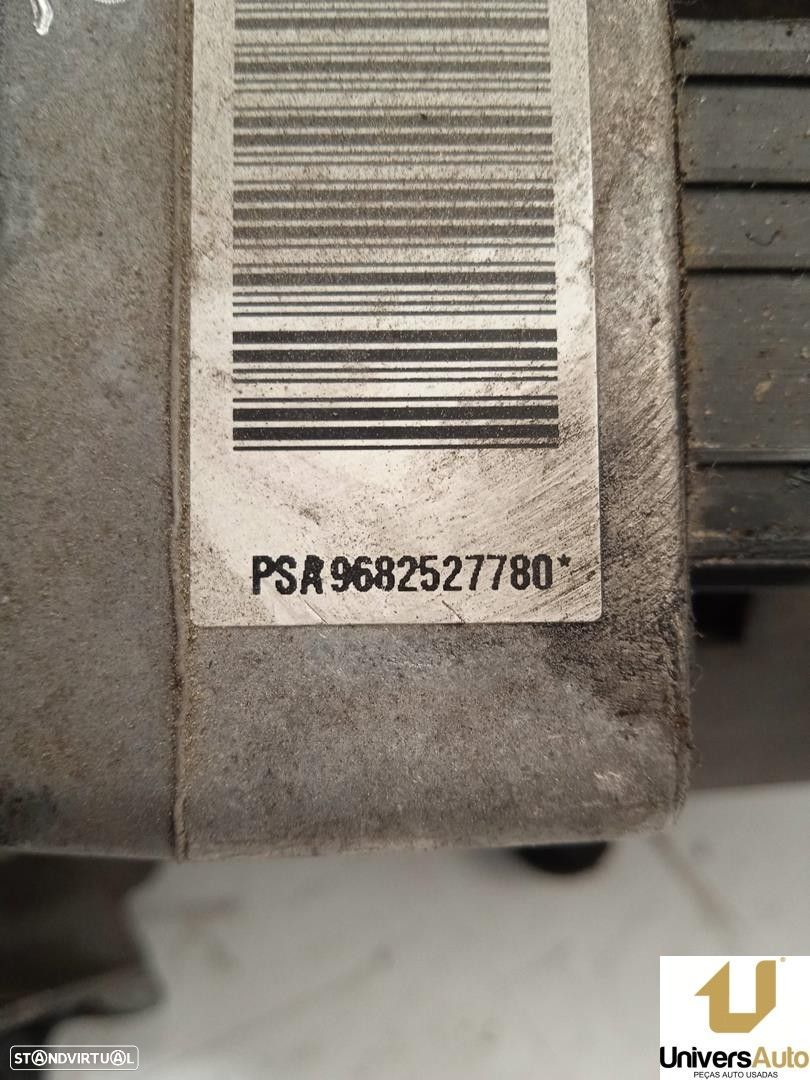 PSA9682527780*
STANDVIRTUAL
UniversAuto
PEÇAS AUTO USADAS